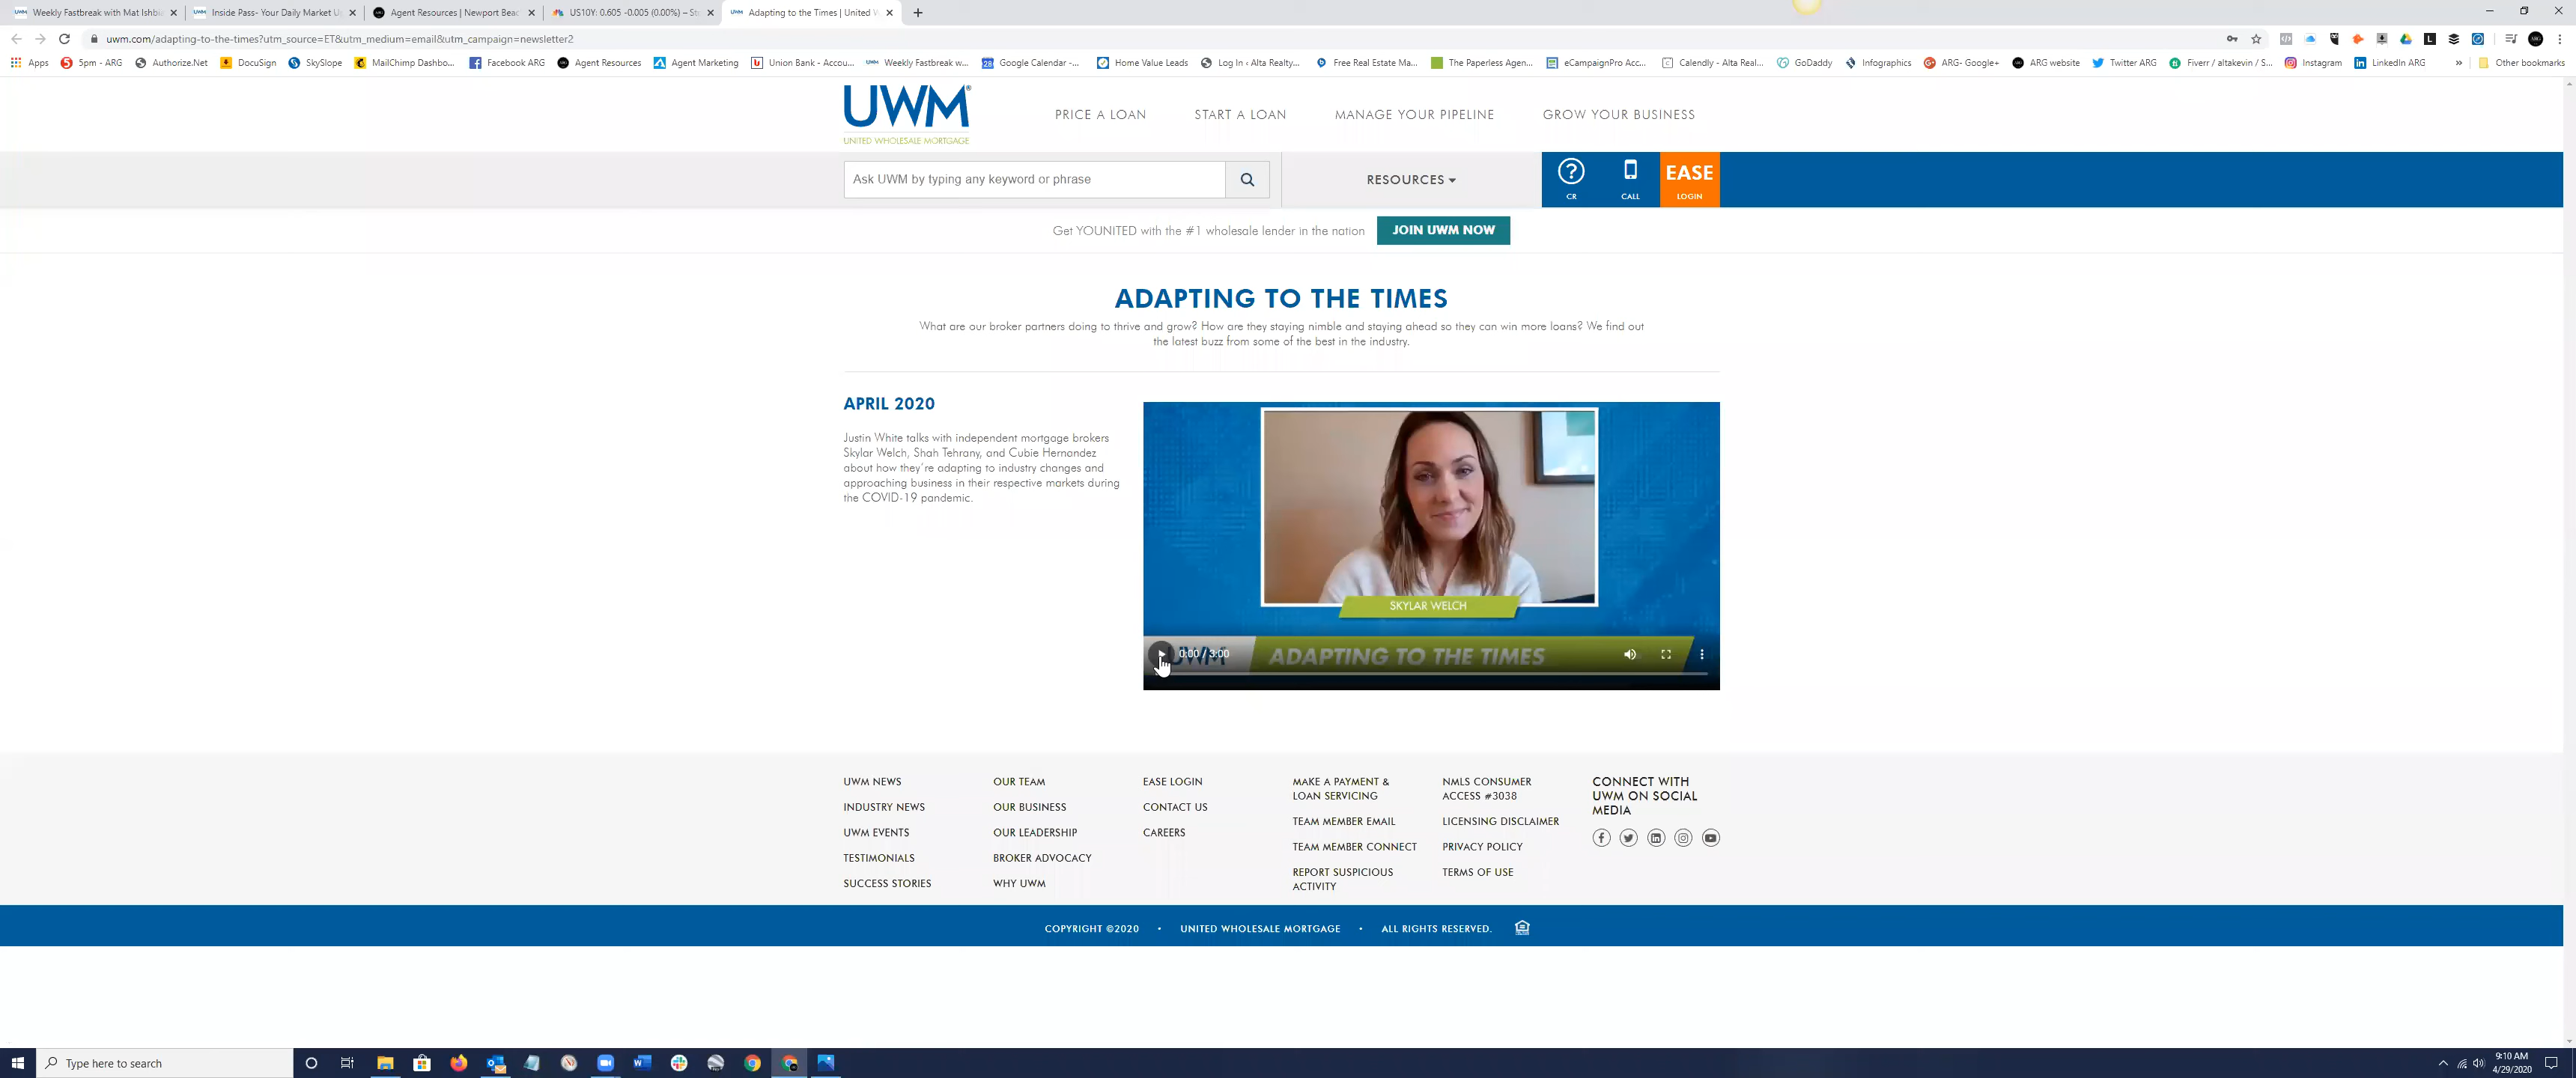 Weekly Fastbreak with Mat Ishbi
Inside Pass- Your Daily Market U
Agent Resources | Newport Beac
US10Y: 0.605 -0.005 (0.00%) – St
Adapting to the Times | United W
uwm.com/adapting-to-the-times?utm_source=ET&utm_medium=email&utm_campaign=newsletter2
Apps 5pm - ARG Authorize.Net DocuSign SkySlope MailChimp Dashbo... Facebook ARG Agent Resources Agent Marketing Union Bank - Accou... Weekly Fastbreak w... Google Calendar -... Home Value Leads Log In ‹ Alta Realty... Free Real Estate Ma... The Paperless Agen... eCampaignPro Acc... Calendly - Alta Real... GoDaddy Infographics ARG- Google+ ARG website Twitter ARG Fiverr / altakevin / S... Instagram LinkedIn ARG » Other bookmarks
UWM®
UNITED WHOLESALE MORTGAGE
PRICE A LOAN START A LOAN MANAGE YOUR PIPELINE GROW YOUR BUSINESS
Ask UWM by typing any keyword or phrase
RESOURCES
CR
CALL
EASE
LOGIN
Get YOUNITED with the #1 wholesale lender in the nation
JOIN UWM NOW
ADAPTING TO THE TIMES
What are our broker partners doing to thrive and grow? How are they staying nimble and staying ahead so they can win more loans? We find out
the latest buzz from some of the best in the industry.
APRIL 2020
Justin White talks with independent mortgage brokers
Skylar Welch, Shah Tehrany, and Cubie Hernandez
about how they're adapting to industry changes and
approaching business in their respective markets during
the COVID-19 pandemic.
SKYLAR WELCH
UWM
0:00 / 3:00
ADAPTING TO THE TIMES
UWM NEWS
INDUSTRY NEWS
UWM EVENTS
TESTIMONIALS
SUCCESS STORIES
OUR TEAM
OUR BUSINESS
OUR LEADERSHIP
BROKER ADVOCACY
WHY UWM
EASE LOGIN
CONTACT US
CAREERS
MAKE A PAYMENT &
LOAN SERVICING
TEAM MEMBER EMAIL
TEAM MEMBER CONNECT
REPORT SUSPICIOUS
ACTIVITY
NMLS CONSUMER
ACCESS #3038
LICENSING DISCLAIMER
PRIVACY POLICY
TERMS OF USE
CONNECT WITH
UWM ON SOCIAL
MEDIA
COPYRIGHT ©2020 • UNITED WHOLESALE MORTGAGE • ALL RIGHTS RESERVED.
Type here to search
9:10 AM
4/29/2020